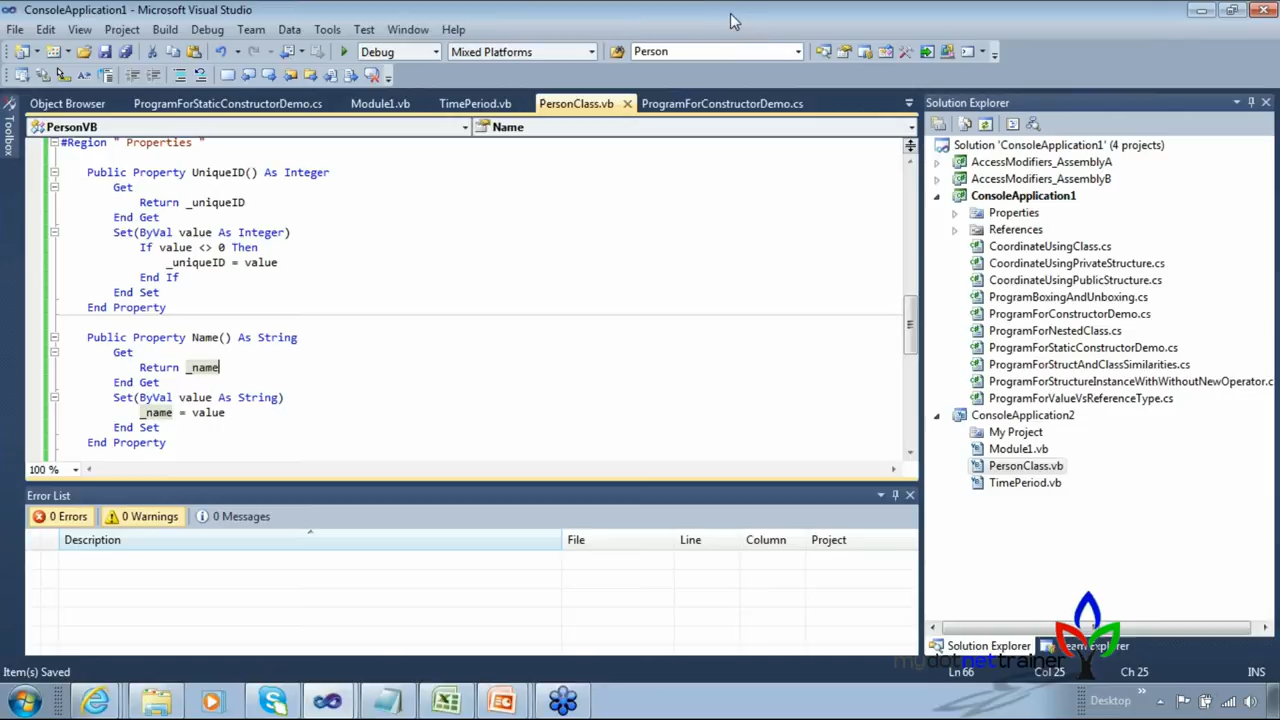 ConsoleApplication1 - Microsoft Visual Studio
File Edit View Project Build Debug Team Data Tools Test Window Help
Debug Mixed Platforms Person
Object Browser ProgramForStaticConstructorDemo.cs Module1.vb TimePeriod.vb PersonClass.vb ProgramForConstructorDemo.cs
PersonVB Name
Toolbox
#Region " Properties "
Public Property UniqueID() As Integer
Get
Return _uniqueID
End Get
Set(ByVal value As Integer)
If value <> 0 Then
_uniqueID = value
End If
End Set
End Property
Public Property Name() As String
Get
Return _name
End Get
Set(ByVal value As String)
_name = value
End Set
End Property
100 %
Solution Explorer
Solution 'ConsoleApplication1' (4 projects)
AccessModifiers_AssemblyA
AccessModifiers_AssemblyB
ConsoleApplication1
Properties
References
CoordinateUsingClass.cs
CoordinateUsingPrivateStructure.cs
CoordinateUsingPublicStructure.cs
ProgramBoxingAndUnboxing.cs
ProgramForConstructorDemo.cs
ProgramForNestedClass.cs
ProgramForStaticConstructorDemo.cs
ProgramForStructAndClassSimilarities.cs
ProgramForStructureInstanceWithWithoutNewOperator.c
ProgramForValueVsReferenceType.cs
ConsoleApplication2
My Project
Module1.vb
PersonClass.vb
TimePeriod.vb
Error List
0 Errors 0 Warnings 0 Messages
Description File Line Column Project
Solution Explorer Team Explorer
mydotnettrainer
Item(s) Saved Ln 66 Col 25 Ch 25 INS
Desktop